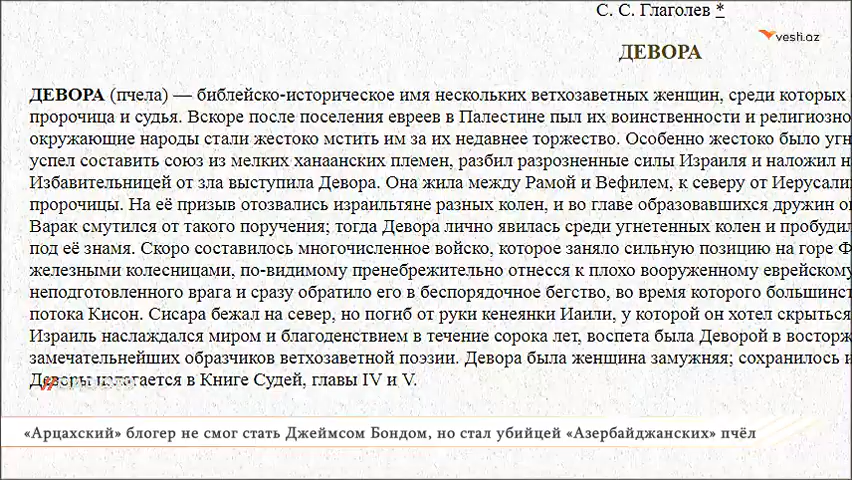 С. С. Глаголев *
vesti.az
ДЕВОРА
ДЕВОРА (пчела) — библейско-историческое имя нескольких ветхозаветных женщин, среди которых
пророчица и судья. Вскоре после поселения евреев в Палестине пыл их воинственности и религиозно
окружающие народы стали жестоко мстить им за их недавнее торжество. Особенно жестоко было угн
успел составить союз из мелких ханаанских племен, разбил разрозненные силы Израиля и наложил н
Избавительницей от зла выступила Девора. Она жила между Рамой и Вефилем, к северу от Иерусали
пророчицы. На её призыв отозвались израильтяне разных колен, и во главе образовавшихся дружин о
Варак смутился от такого поручения; тогда Девора лично явилась среди угнетенных колен и пробудил
под её знамя. Скоро составилось многочисленное войско, которое заняло сильную позицию на горе Ф
железными колесницами, по-видимому пренебрежительно отнесся к плохо вооруженному еврейскому
неподготовленного врага и сразу обратило его в беспорядочное бегство, во время которого большинст
потока Кисон. Сисара бежал на север, но погиб от руки кенеянки Иаили, у которой он хотел скрыться
Израиль наслаждался миром и благоденствием в течение сорока лет, воспета была Деворой в восторж
замечательнейших образчиков ветхозаветной поэзии. Девора была женщина замужняя; сохранилось и
Деворы излагается в Книге Судей, главы IV и V.
«Арцахский» блогер не смог стать Джеймсом Бондом, но стал убийцей «Азербайджанских» пчёл